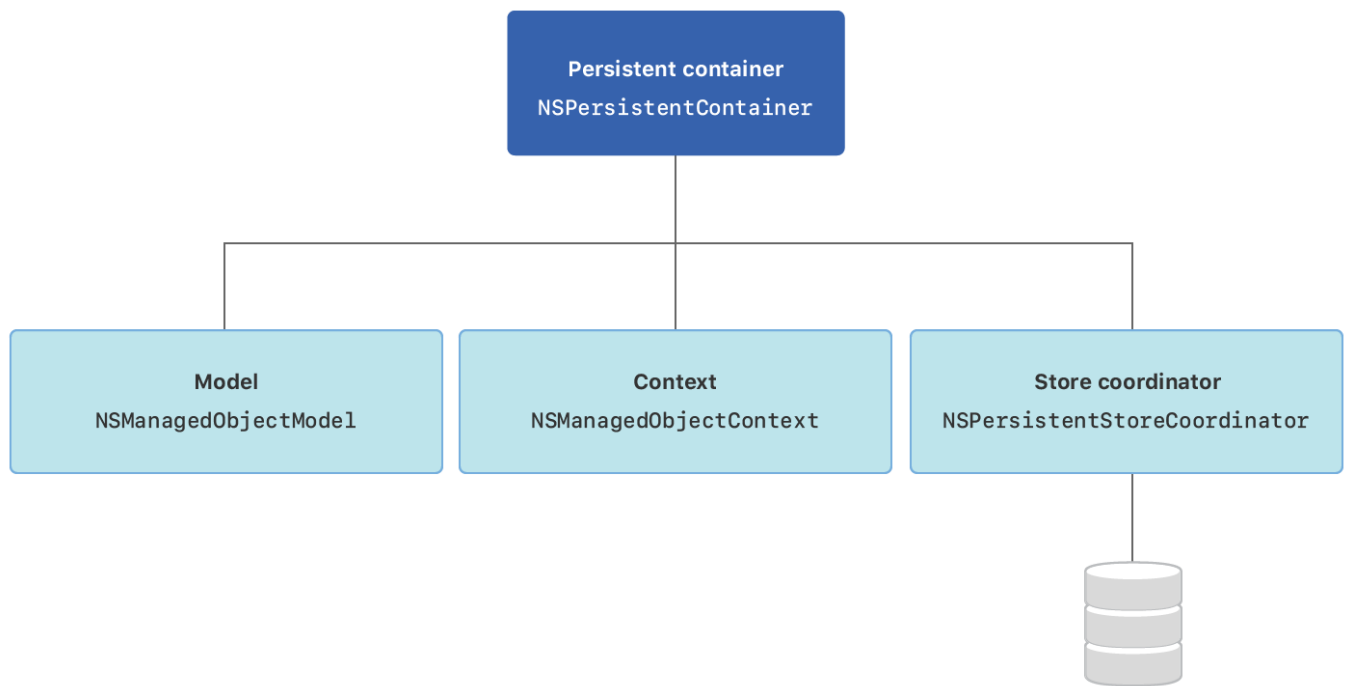 Persistent container
NSPersistentContainer
Model
NSManagedObjectModel
Context
NSManagedObjectContext
Store coordinator
NSPersistentStoreCoordinator